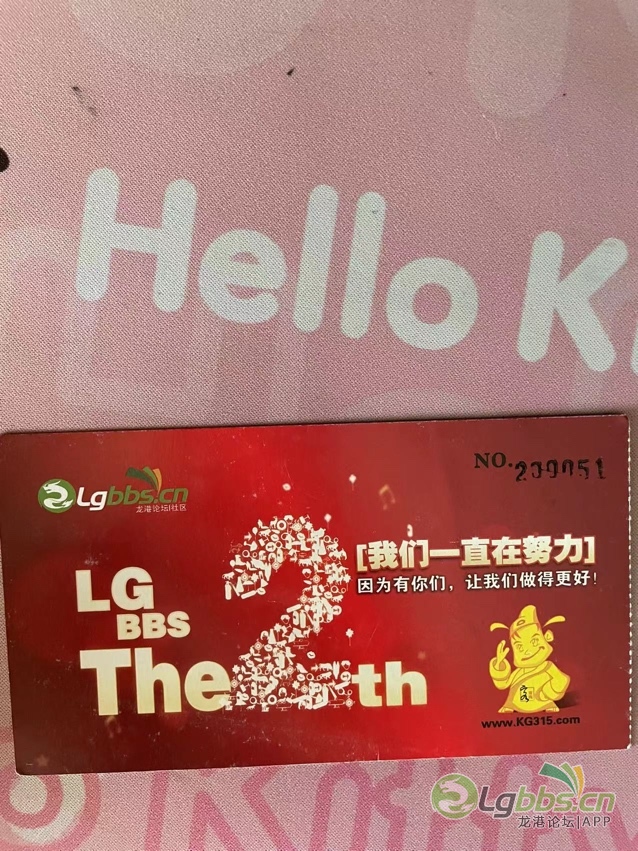 Hello K
NO.200051
Lgbbs.cn
龙港论坛|社区
[我们一直在努力]
因为有你们，让我们做得更好！
LG
BBS
The 2th
www.KG315.com
Lgbbs.cn
龙港论坛|APP